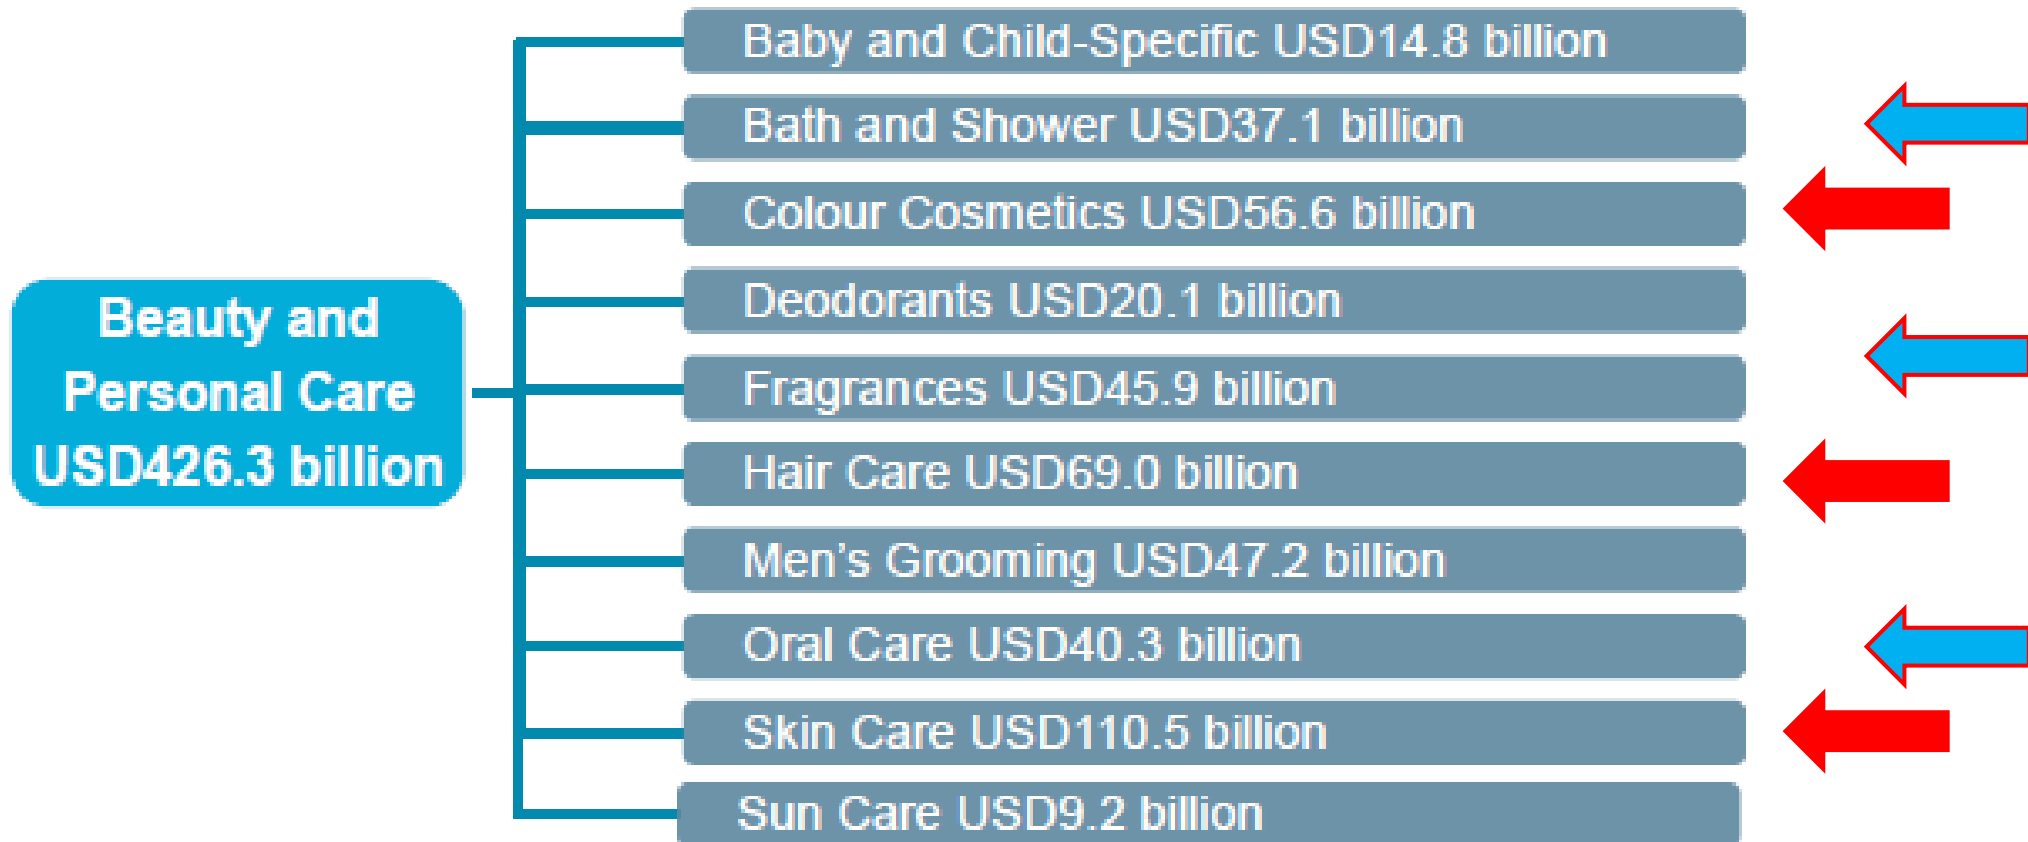 Beauty and
Personal Care
USD426.3 billion
Baby and Child-Specific USD14.8 billion
Bath and Shower USD37.1 billion
Colour Cosmetics USD56.6 billion
Deodorants USD20.1 billion
Fragrances USD45.9 billion
Hair Care USD69.0 billion
Men’s Grooming USD47.2 billion
Oral Care USD40.3 billion
Skin Care USD110.5 billion
Sun Care USD9.2 billion